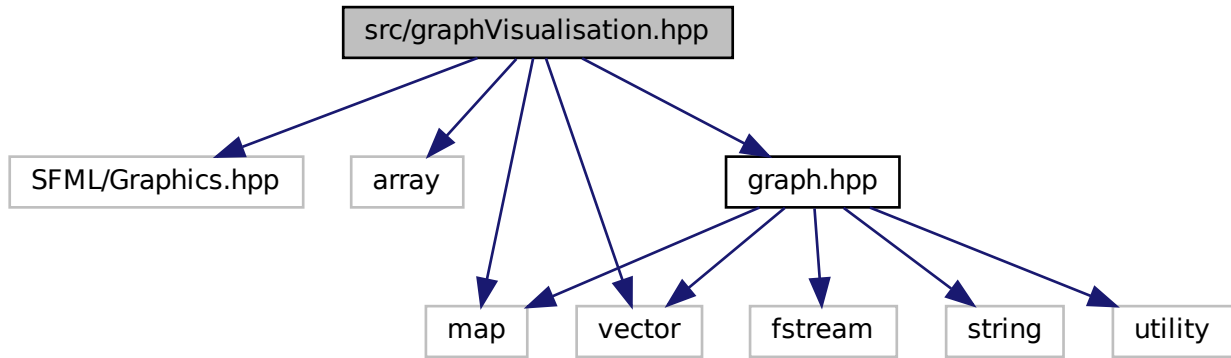 src/graphVisualisation.hpp
SFML/Graphics.hpp
array
graph.hpp
map
vector
fstream
string
utility